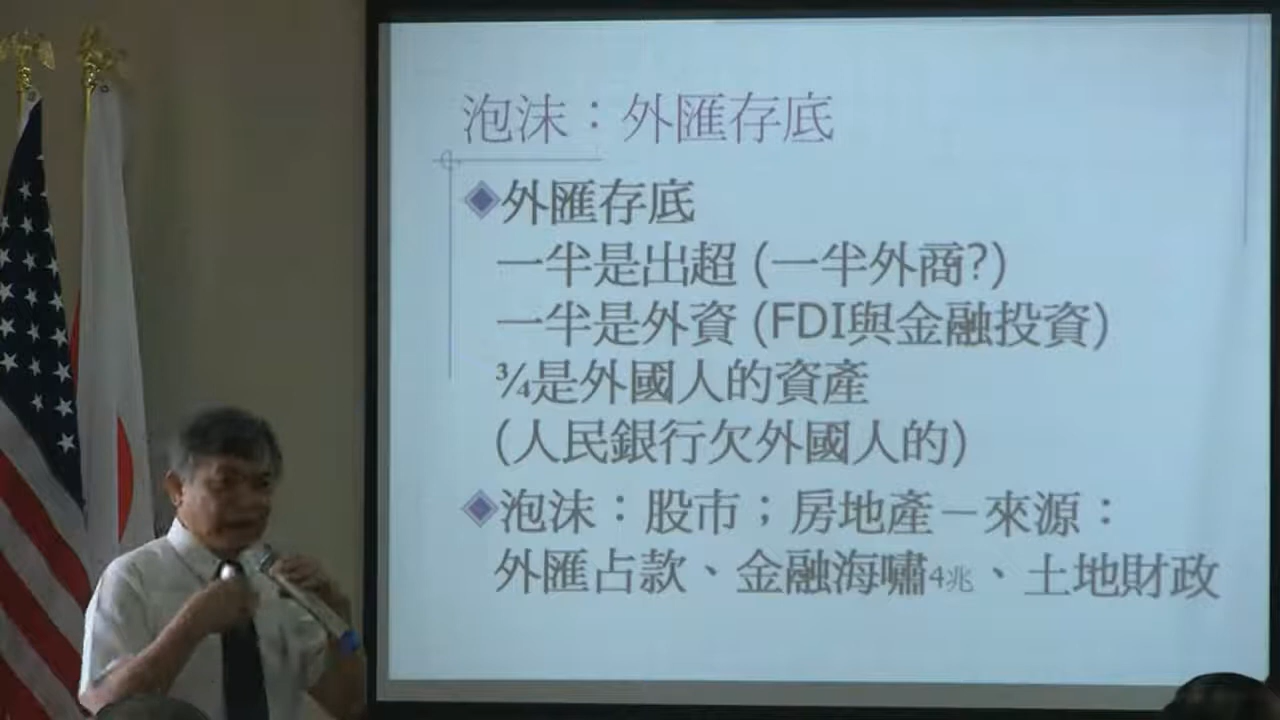 泡沫：外匯存底
外匯存底
一半是出超 (一半外商?)
一半是外資 (FDI與金融投資)
¾是外國人的資產
(人民銀行欠外國人的)
泡沫：股市；房地產－來源：
外匯占款、金融海嘯4兆、土地財政